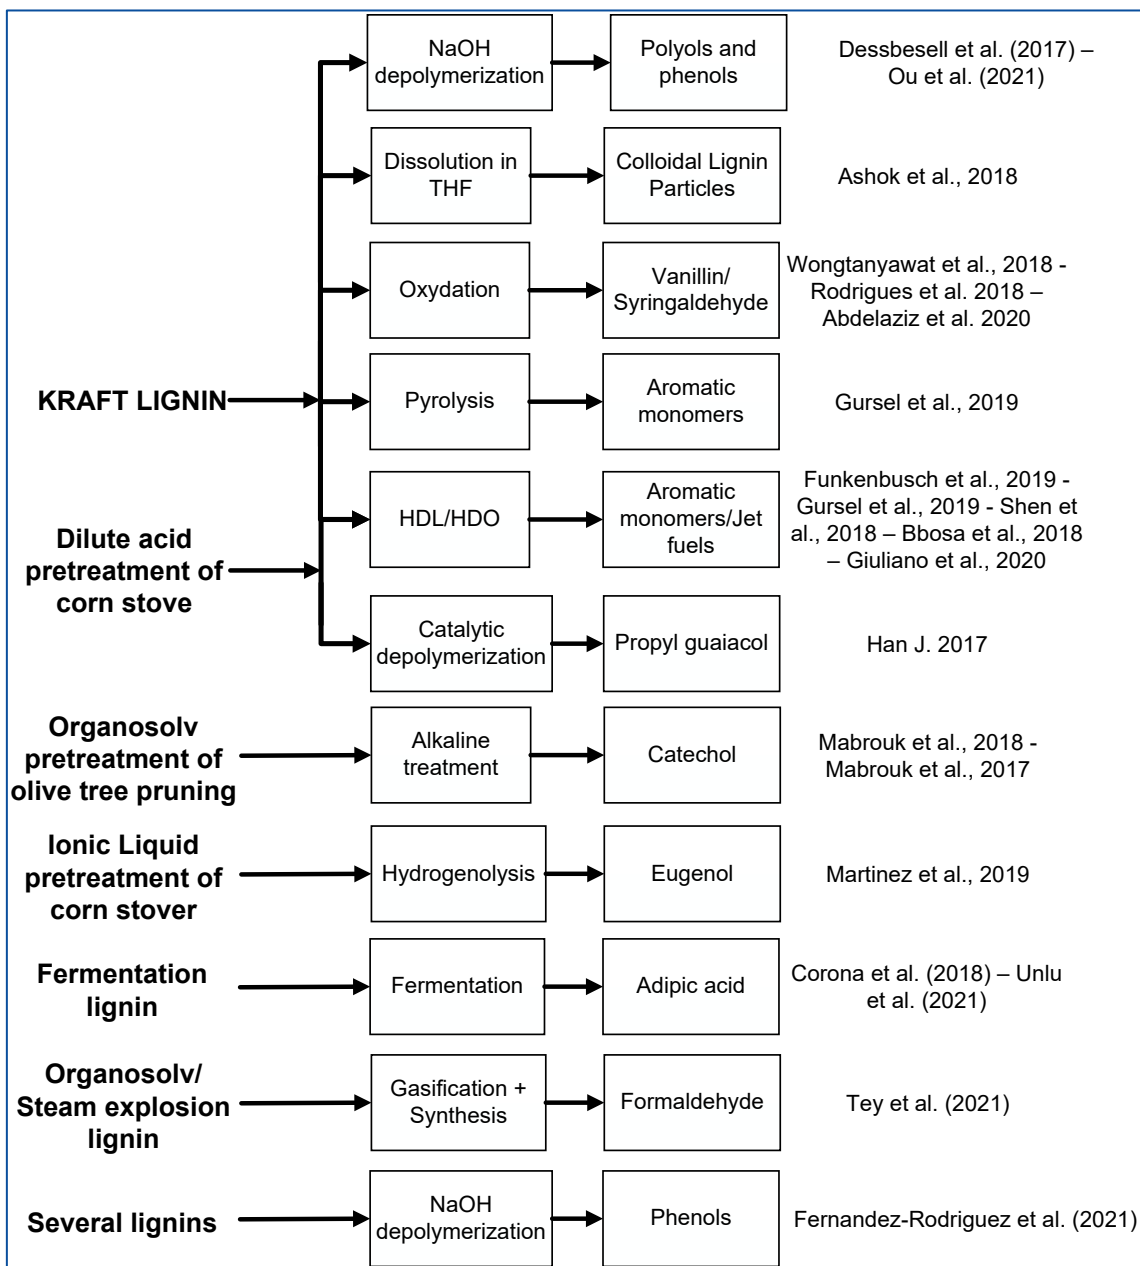 NaOH
depolymerization
Polyols and
phenols
Dessbesell et al. (2017) –
Ou et al. (2021)
Dissolution in
THF
Colloidal Lignin
Particles
Ashok et al., 2018
Oxydation
Vanillin/
Syringaldehyde
Wongtanyawat et al., 2018 -
Rodrigues et al. 2018 –
Abdelaziz et al. 2020
KRAFT LIGNIN
Pyrolysis
Aromatic
monomers
Gursel et al., 2019
HDL/HDO
Aromatic
monomers/Jet
fuels
Funkenbusch et al., 2019 -
Gursel et al., 2019 - Shen et
al., 2018 – Bbosa et al., 2018
– Giuliano et al., 2020
Dilute acid
pretreatment of
corn stove
Catalytic
depolymerization
Propyl guaiacol
Han J. 2017
Organosolv
pretreatment of
olive tree pruning
Alkaline
treatment
Catechol
Mabrouk et al., 2018 -
Mabrouk et al., 2017
Ionic Liquid
pretreatment of
corn stover
Hydrogenolysis
Eugenol
Martinez et al., 2019
Fermentation
lignin
Fermentation
Adipic acid
Corona et al. (2018) – Unlu
et al. (2021)
Organosolv/
Steam explosion
lignin
Gasification +
Synthesis
Formaldehyde
Tey et al. (2021)
Several lignins
NaOH
depolymerization
Phenols
Fernandez-Rodriguez et al. (2021)